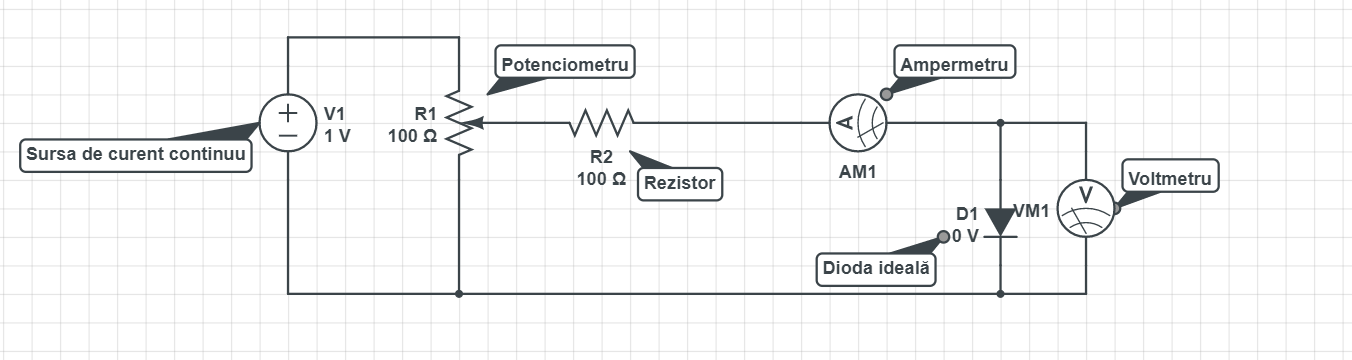 Potenciometru
Ampermetru
V1
1 V
R1
100 Ω
A
Sursa de curent continuu
R2
100 Ω
Rezistor
AM1
Voltmetru
V
D1
0 V
VM1
Dioda ideală